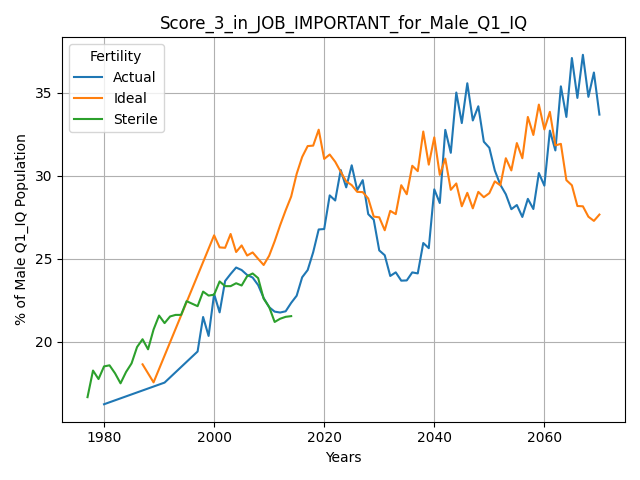 Score_3_in_JOB_IMPORTANT_for_Male_Q1_IQ
Fertility
Actual
Ideal
Sterile
% of Male Q1_IQ Population
35
30
25
20
1980
2000
2020
2040
2060
Years